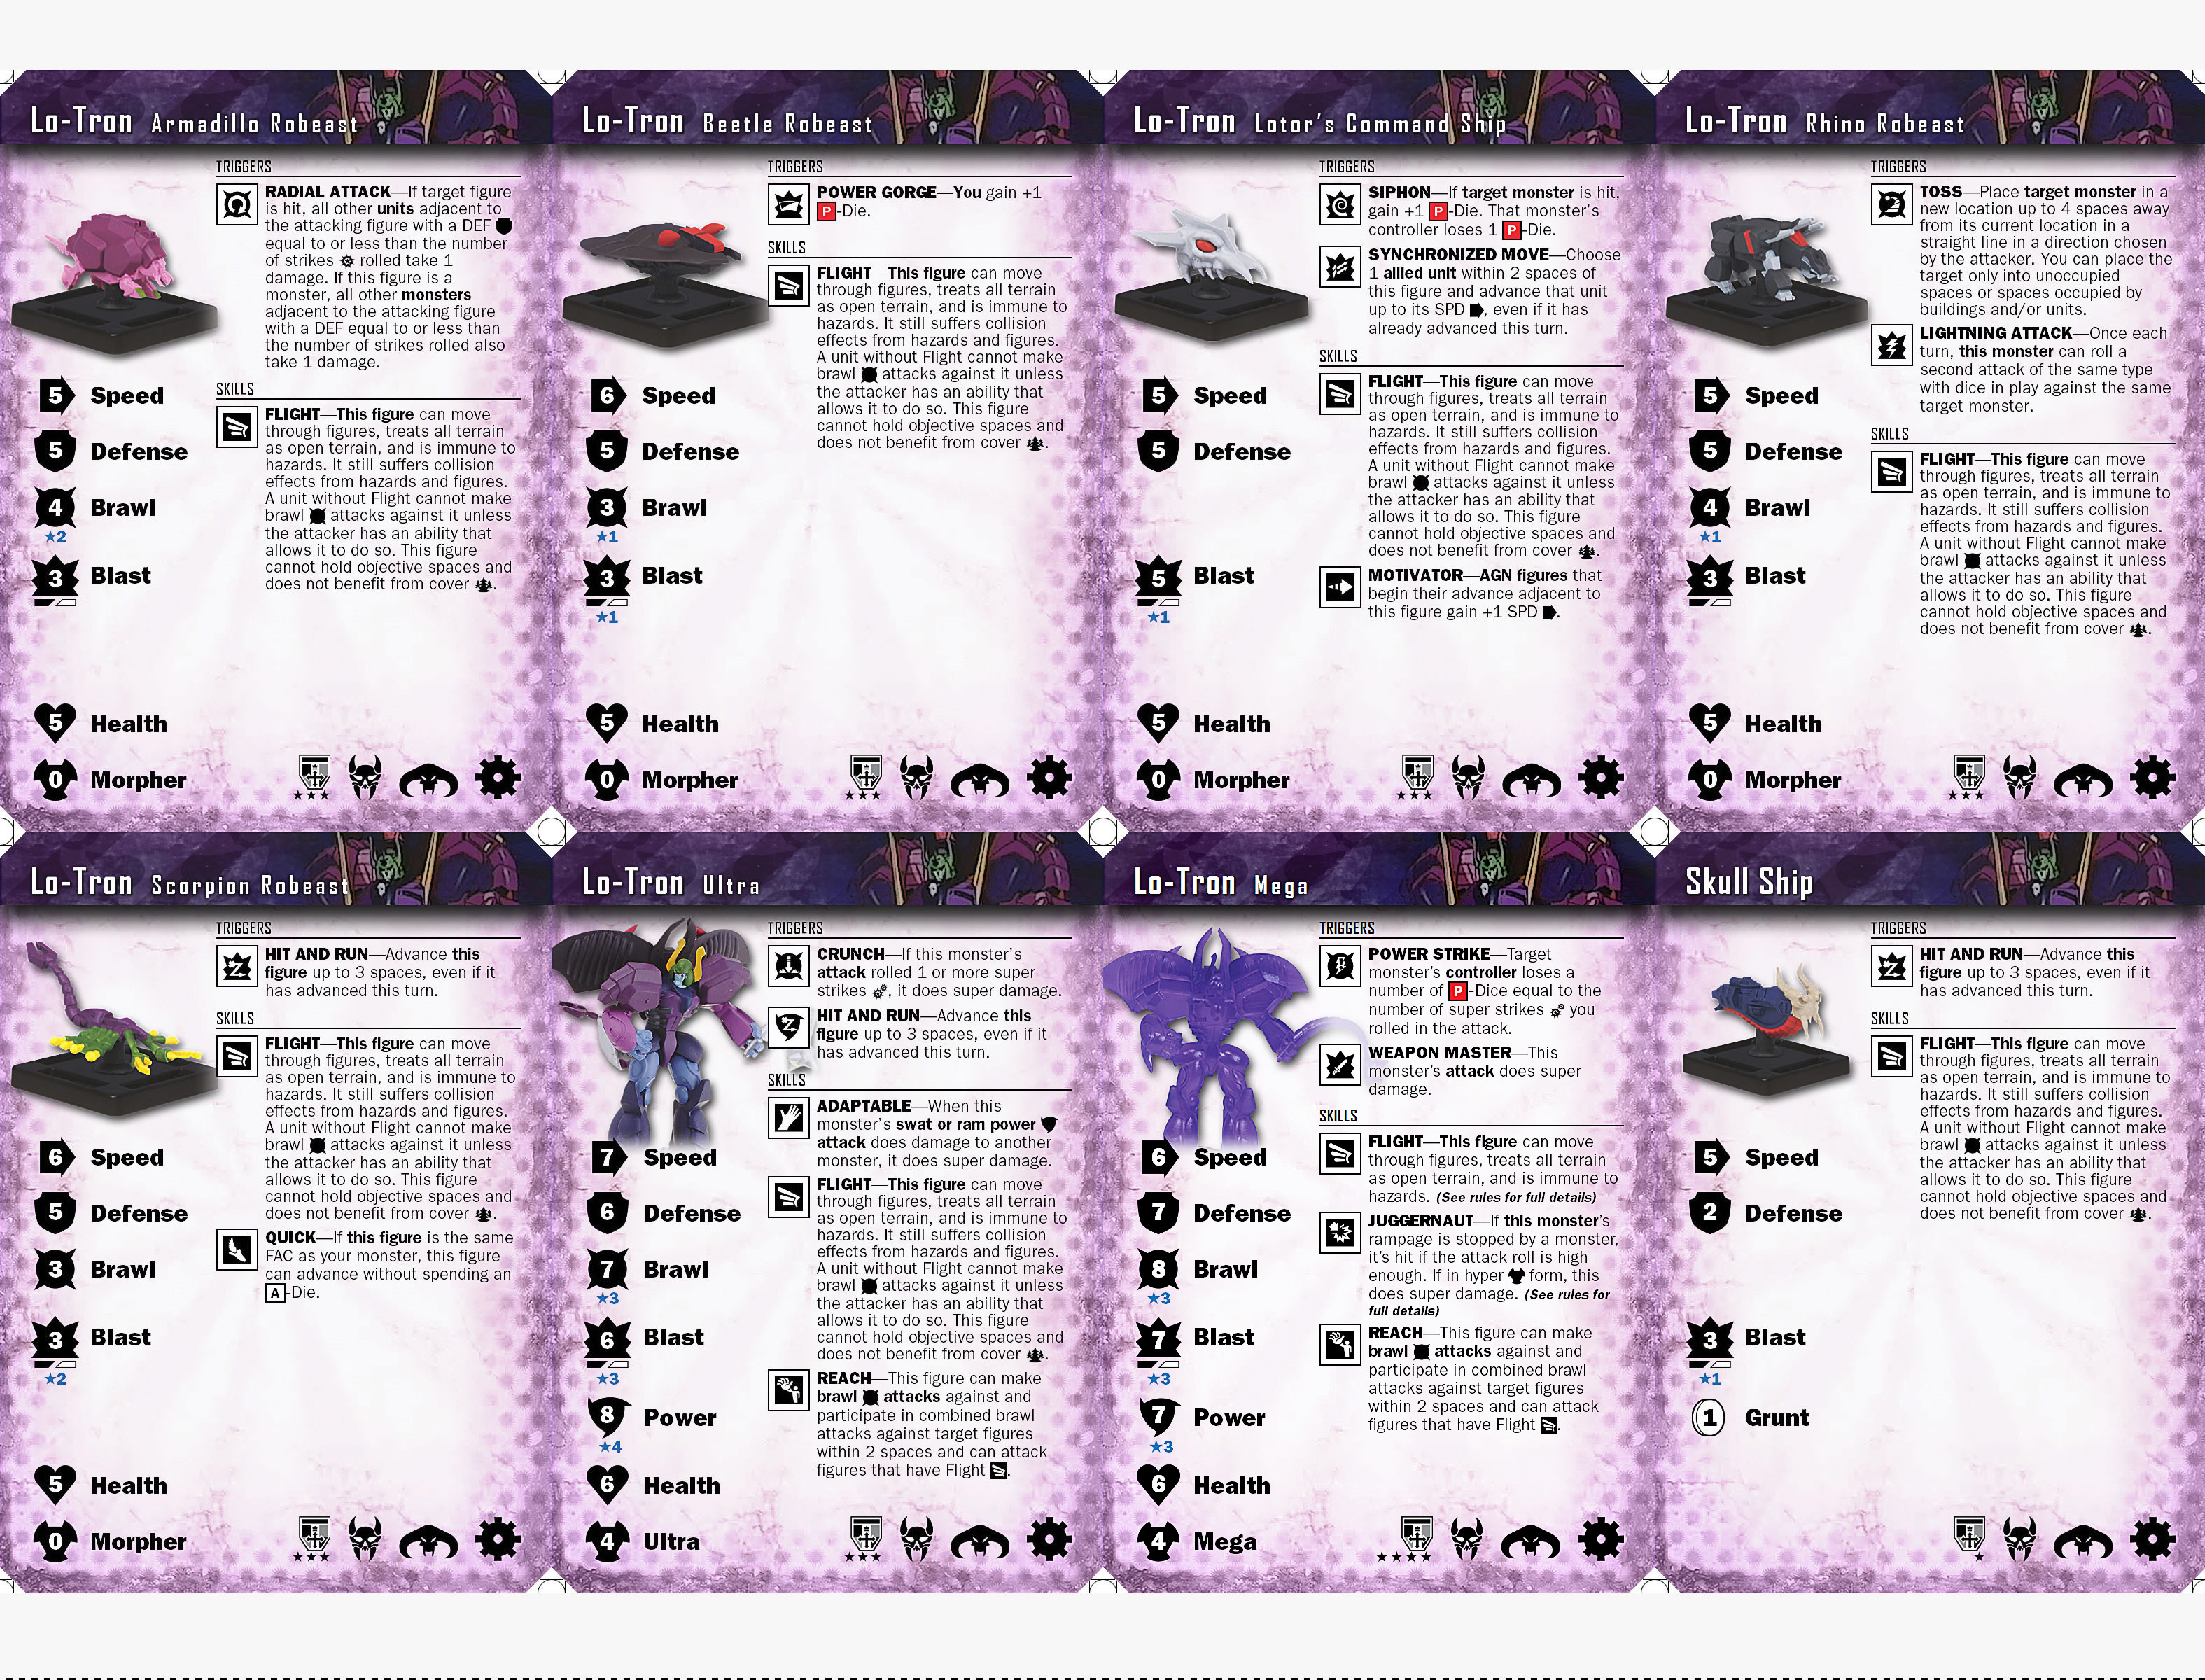 Lo-Tron Armadillo Robeast
TRIGGERS
RADIAL ATTACK—If target figure
is hit, all other units adjacent to
the attacking figure with a DEF
equal to or less than the number
of strikes rolled take 1
damage. If this figure is a
monster, all other monsters
adjacent to the attacking figure
with a DEF equal to or less than
the number of strikes rolled also
take 1 damage.
SKILLS
FLIGHT—This figure can move
through figures, treats all terrain
as open terrain, and is immune to
hazards. It still suffers collision
effects from hazards and figures.
A unit without Flight cannot make
brawl attacks against it unless
the attacker has an ability that
allows it to do so. This figure
cannot hold objective spaces and
does not benefit from cover .
5 Speed
5 Defense
4 Brawl
★2
3 Blast
5 Health
0 Morpher
★★★
Lo-Tron Beetle Robeast
TRIGGERS
POWER GORGE—You gain +1
P-Die.
SKILLS
FLIGHT—This figure can move
through figures, treats all terrain
as open terrain, and is immune to
hazards. It still suffers collision
effects from hazards and figures.
A unit without Flight cannot make
brawl attacks against it unless
the attacker has an ability that
allows it to do so. This figure
cannot hold objective spaces and
does not benefit from cover .
6 Speed
5 Defense
3 Brawl
★1
3 Blast
★1
5 Health
0 Morpher
★★★
Lo-Tron Lotor's Command Ship
TRIGGERS
SIPHON—If target monster is hit,
gain +1 P-Die. That monster's
controller loses 1 P-Die.
SYNCHRONIZED MOVE—Choose
1 allied unit within 2 spaces of
this figure and advance that unit
up to its SPD , even if it has
already advanced this turn.
SKILLS
FLIGHT—This figure can move
through figures, treats all terrain
as open terrain, and is immune to
hazards. It still suffers collision
effects from hazards and figures.
A unit without Flight cannot make
brawl attacks against it unless
the attacker has an ability that
allows it to do so. This figure
cannot hold objective spaces and
does not benefit from cover .
MOTIVATOR—AGN figures that
begin their advance adjacent to
this figure gain +1 SPD .
5 Speed
5 Defense
5 Blast
★1
5 Health
0 Morpher
★★★
Lo-Tron Rhino Robeast
TRIGGERS
TOSS—Place target monster in a
new location up to 4 spaces away
from its current location in a
straight line in a direction chosen
by the attacker. You can place the
target only into unoccupied
spaces or spaces occupied by
buildings and/or units.
LIGHTNING ATTACK—Once each
turn, this monster can roll a
second attack of the same type
with dice in play against the same
target monster.
SKILLS
FLIGHT—This figure can move
through figures, treats all terrain
as open terrain, and is immune to
hazards. It still suffers collision
effects from hazards and figures.
A unit without Flight cannot make
brawl attacks against it unless
the attacker has an ability that
allows it to do so. This figure
cannot hold objective spaces and
does not benefit from cover .
5 Speed
5 Defense
4 Brawl
★1
3 Blast
5 Health
0 Morpher
★★★
Lo-Tron Scorpion Robeast
TRIGGERS
HIT AND RUN—Advance this
figure up to 3 spaces, even if it
has advanced this turn.
SKILLS
FLIGHT—This figure can move
through figures, treats all terrain
as open terrain, and is immune to
hazards. It still suffers collision
effects from hazards and figures.
A unit without Flight cannot make
brawl attacks against it unless
the attacker has an ability that
allows it to do so. This figure
cannot hold objective spaces and
does not benefit from cover .
QUICK—If this figure is the same
FAC as your monster, this figure
can advance without spending an
A-Die.
6 Speed
5 Defense
3 Brawl
3 Blast
★2
5 Health
0 Morpher
★★★
Lo-Tron Ultra
TRIGGERS
CRUNCH—If this monster's
attack rolled 1 or more super
strikes , it does super damage.
HIT AND RUN—Advance this
figure up to 3 spaces, even if it
has advanced this turn.
SKILLS
ADAPTABLE—When this
monster's swat or ram power
attack does damage to another
monster, it does super damage.
FLIGHT—This figure can move
through figures, treats all terrain
as open terrain, and is immune to
hazards. It still suffers collision
effects from hazards and figures.
A unit without Flight cannot make
brawl attacks against it unless
the attacker has an ability that
allows it to do so. This figure
cannot hold objective spaces and
does not benefit from cover .
REACH—This figure can make
brawl attacks against and
participate in combined brawl
attacks against target figures
within 2 spaces and can attack
figures that have Flight .
7 Speed
6 Defense
7 Brawl
★3
6 Blast
★3
8 Power
★4
6 Health
4 Ultra
★★★
Lo-Tron Mega
TRIGGERS
POWER STRIKE—Target
monster's controller loses a
number of P-Dice equal to the
number of super strikes you
rolled in the attack.
WEAPON MASTER—This
monster's attack does super
damage.
SKILLS
FLIGHT—This figure can move
through figures, treats all terrain
as open terrain, and is immune to
hazards. (See rules for full details)
JUGGERNAUT—If this monster's
rampage is stopped by a monster,
it's hit if the attack roll is high
enough. If in hyper form, this
does super damage. (See rules for
full details)
REACH—This figure can make
brawl attacks against and
participate in combined brawl
attacks against target figures
within 2 spaces and can attack
figures that have Flight .
6 Speed
7 Defense
8 Brawl
★3
7 Blast
★3
7 Power
★3
6 Health
4 Mega
★★★★
Skull Ship
TRIGGERS
HIT AND RUN—Advance this
figure up to 3 spaces, even if it
has advanced this turn.
SKILLS
FLIGHT—This figure can move
through figures, treats all terrain
as open terrain, and is immune to
hazards. It still suffers collision
effects from hazards and figures.
A unit without Flight cannot make
brawl attacks against it unless
the attacker has an ability that
allows it to do so. This figure
cannot hold objective spaces and
does not benefit from cover .
5 Speed
2 Defense
3 Blast
★1
1 Grunt
★